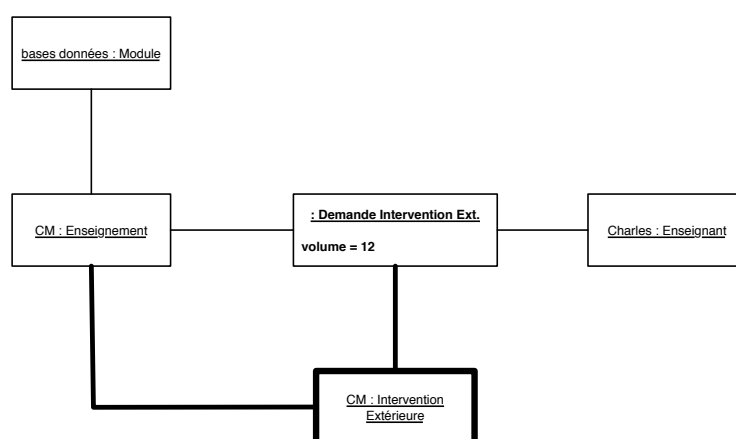 bases données : Module
CM : Enseignement
: Demande Intervention Ext.
volume = 12
Charles : Enseignant
CM : Intervention
Extérieure